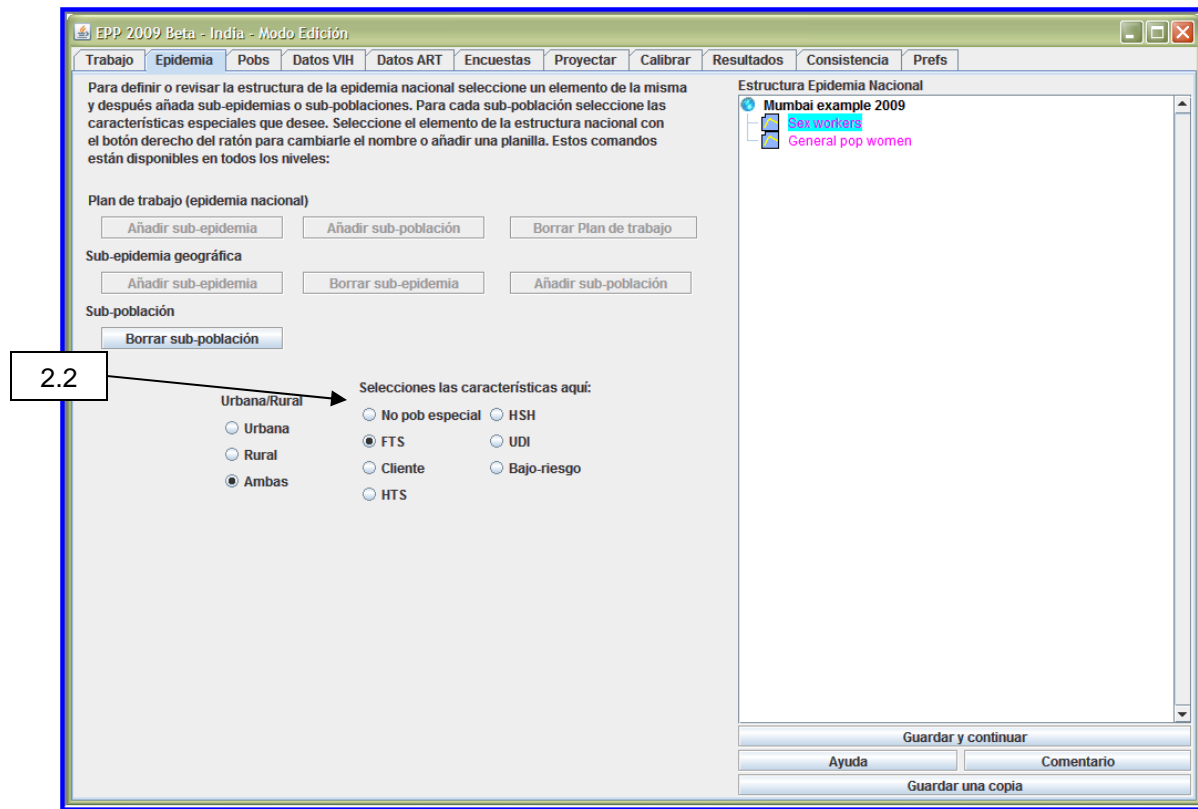 EPP 2009 Beta - India - Modo Edición
Trabajo Epidemia Pobs Datos VIH Datos ART Encuestas Proyectar Calibrar Resultados Consistencia Prefs
Para definir o revisar la estructura de la epidemia nacional seleccione un elemento de la misma
y después añada sub-epidemias o sub-poblaciones. Para cada sub-población seleccione las
características especiales que desee. Seleccione el elemento de la estructura nacional con
el botón derecho del ratón para cambiarle el nombre o añadir una planilla. Estos comandos
están disponibles en todos los niveles:
Plan de trabajo (epidemia nacional)
Añadir sub-epidemia Añadir sub-población Borrar Plan de trabajo
Sub-epidemia geográfica
Añadir sub-epidemia Borrar sub-epidemia Añadir sub-población
Sub-población
Borrar sub-población
2.2
Urbana/Rural
Urbana
Rural
Ambas
Selecciones las características aquí:
No pob especial HSH
FTS UDI
Cliente Bajo-riesgo
HTS
Estructura Epidemia Nacional
Mumbai example 2009
Sex workers
General pop women
Guardar y continuar
Ayuda Comentario
Guardar una copia